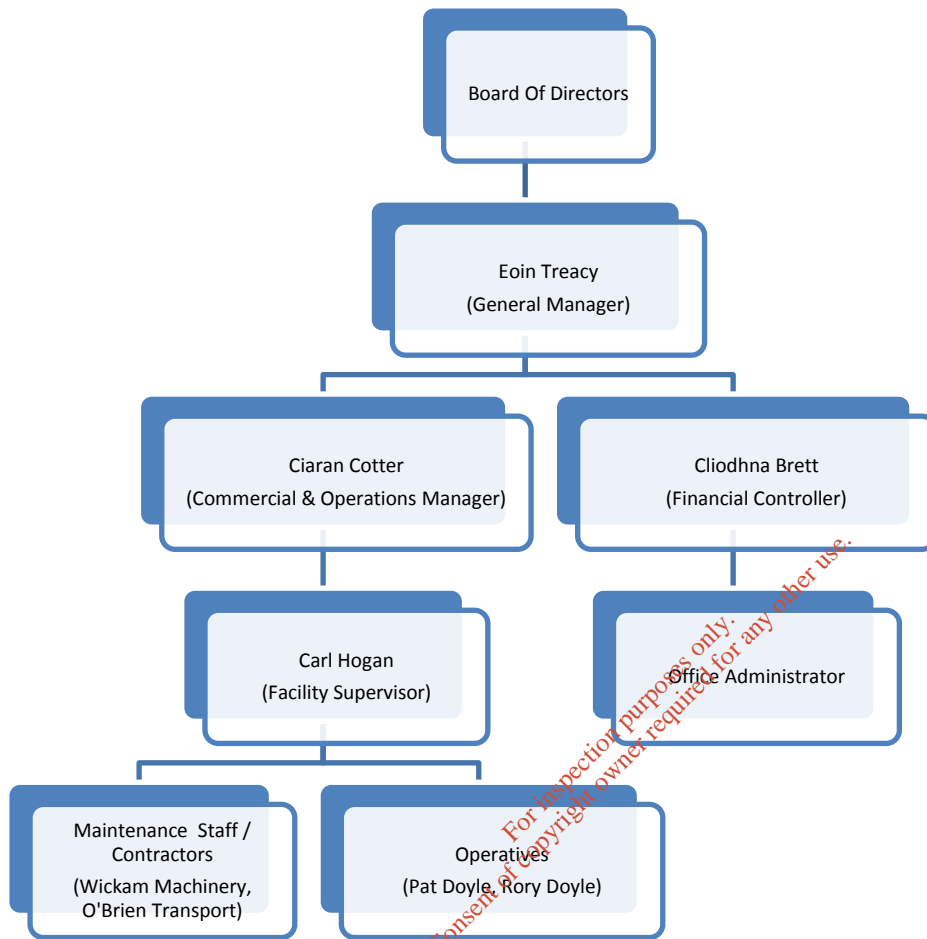 Board Of Directors
Eoin Treacy
(General Manager)
Ciaran Cotter
(Commercial & Operations Manager)
Cliodhna Brett
(Financial Controller)
Carl Hogan
(Facility Supervisor)
Office Administrator
Maintenance Staff /
Contractors
(Wickam Machinery,
O'Brien Transport)
Operatives
(Pat Doyle, Rory Doyle)
For inspection purposes only.
Consent of copyright owner required for any other use.